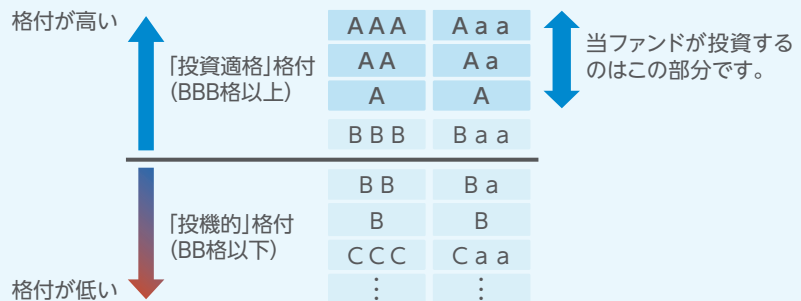 格付が高い
「投資適格」格付
(BBB格以上)
AAA Aaa
AA Aa
A A
BBB Baa
当ファンドが投資する
のはこの部分です。
「投機的」格付
(BB格以下)
BB Ba
B B
CCC Caa
⋮ ⋮
格付が低い